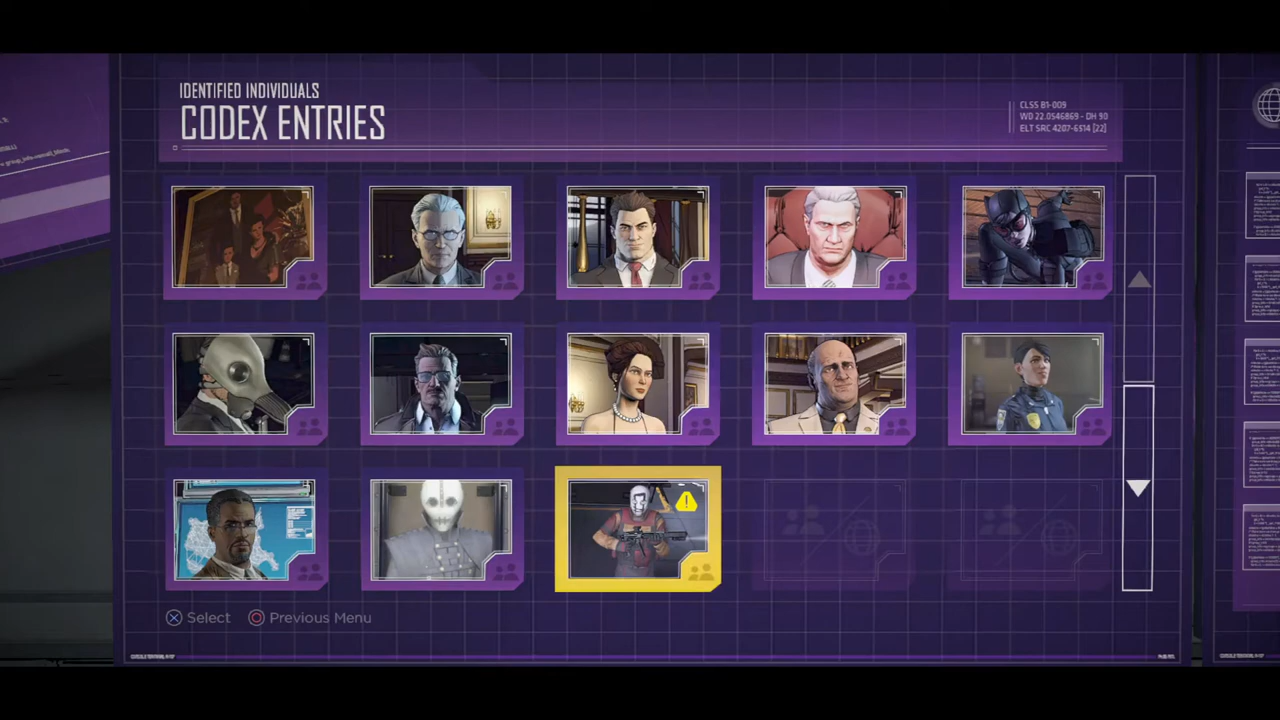 IDENTIFIED INDIVIDUALS
CODEX ENTRIES
CLSS B1-009
WD 22.0546869 - DH 90
ELT SRC 4207-6514 [22]
Select
Previous Menu